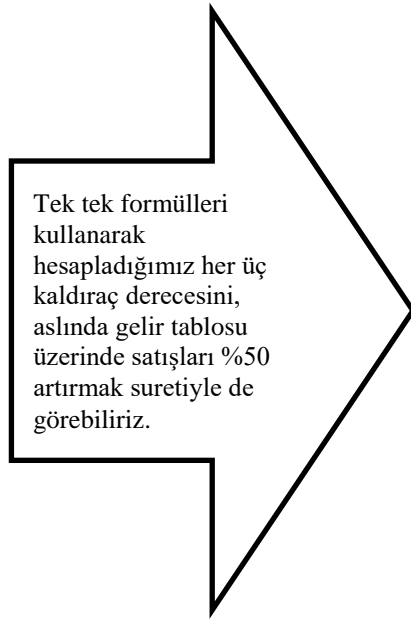 Tek tek formülleri
kullanarak
hesapladığımız her üç
kaldıraç derecesini,
aslında gelir tablosu
üzerinde satışları %50
artırmak suretiyle de
görebiliriz.